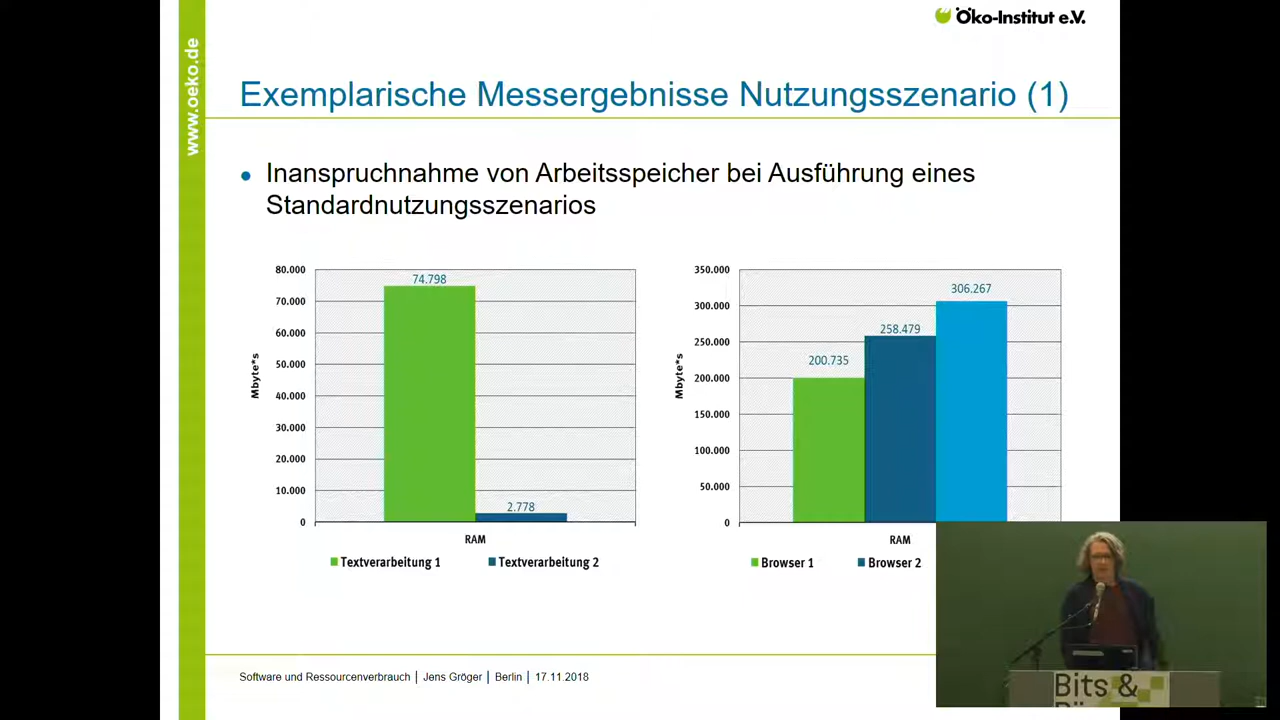 Öko-Institut e.V.
www.oeko.de
Exemplarische Messergebnisse Nutzungsszenario (1)
Inanspruchnahme von Arbeitsspeicher bei Ausführung eines
Standardnutzungsszenarios
80.000
70.000
60.000
50.000
40.000
30.000
20.000
10.000
0
Mbyte*s
74.798
2.778
RAM
Textverarbeitung 1
Textverarbeitung 2
350.000
300.000
250.000
200.000
150.000
100.000
50.000
0
Mbyte*s
200.735
258.479
306.267
RAM
Browser 1
Browser 2
Software und Ressourcenverbrauch │ Jens Gröger │ Berlin │ 17.11.2018
Bits &